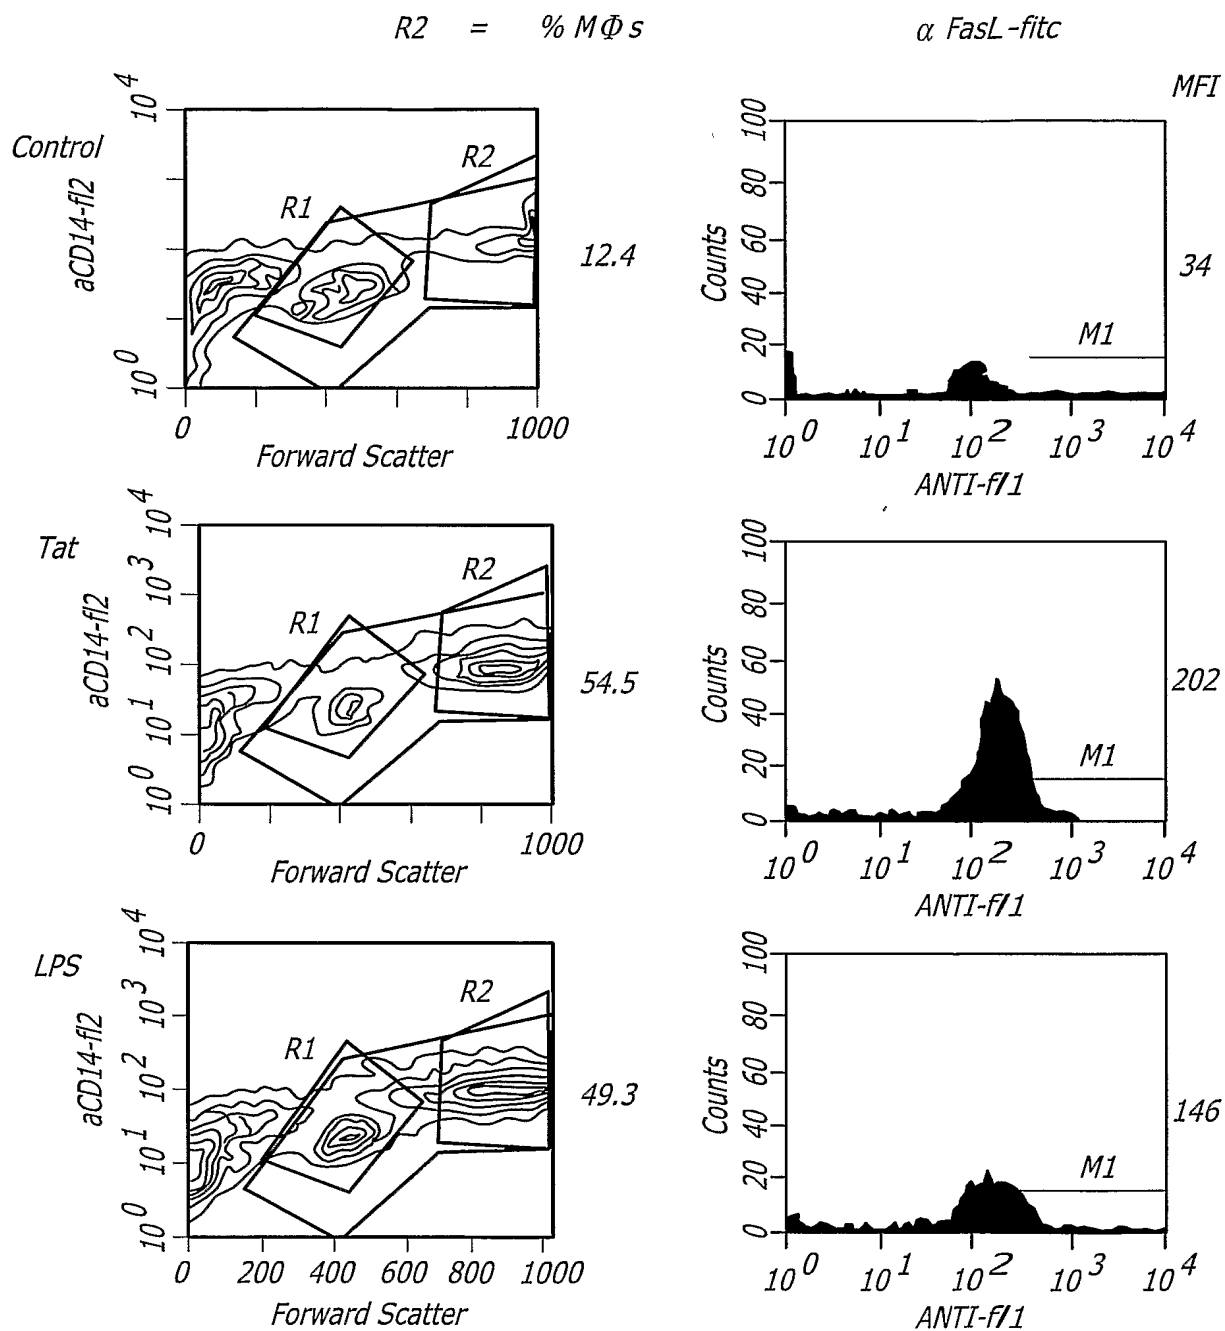 R2 = % MΦs
α FasL-fitc
MFI
Control
aCD14-fl2
10^4
10^0
R1
R2
0
1000
Forward Scatter
12.4
Counts
100
80
60
40
20
0
M1
10^0 10^1 10^2 10^3 10^4
ANTI-fl1
34
Tat
aCD14-fl2
10^4
10^3
10^2
10^1
10^0
R1
R2
0
1000
Forward Scatter
54.5
Counts
100
80
60
40
20
0
M1
10^0 10^1 10^2 10^3 10^4
ANTI-fl1
202
LPS
aCD14-fl2
10^4
10^3
10^2
10^1
10^0
R1
R2
0 200 400 600 800 1000
Forward Scatter
49.3
Counts
100
80
60
40
20
0
M1
10^0 10^1 10^2 10^3 10^4
ANTI-fl1
146